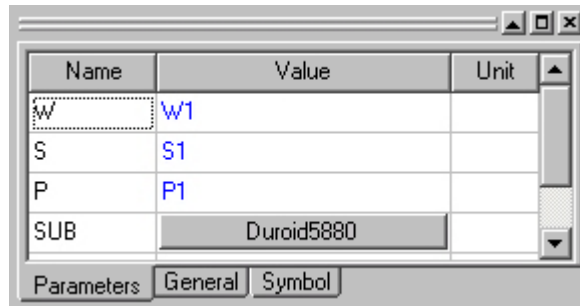 Name Value Unit
W W1
S S1
P P1
SUB Duroid5880
Parameters General Symbol